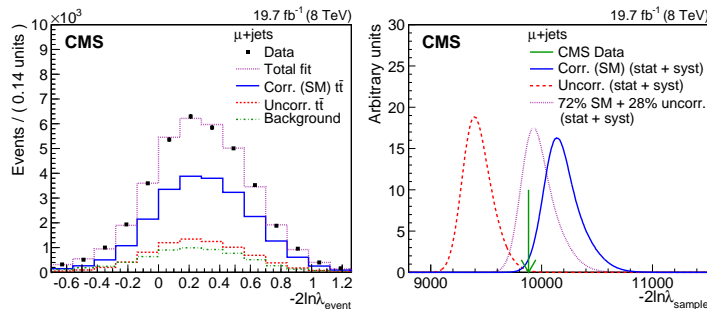 19.7 fb⁻¹ (8 TeV)
×10³
CMS
μ+jets
Data
Total fit
Corr. (SM) tt̄
Uncorr. tt̄
Background
Events / ( 0.14 units )
10
9
8
7
6
5
4
3
2
1
0
-0.6 -0.4 -0.2 0 0.2 0.4 0.6 0.8 1 1.2
-2lnλevent
19.7 fb⁻¹ (8 TeV)
CMS
μ+jets
CMS Data
Corr. (SM) (stat + syst)
Uncorr. (stat + syst)
72% SM + 28% uncorr.
(stat + syst)
Arbitrary units
30
25
20
15
10
5
0
9000 10000 11000
-2lnλsample